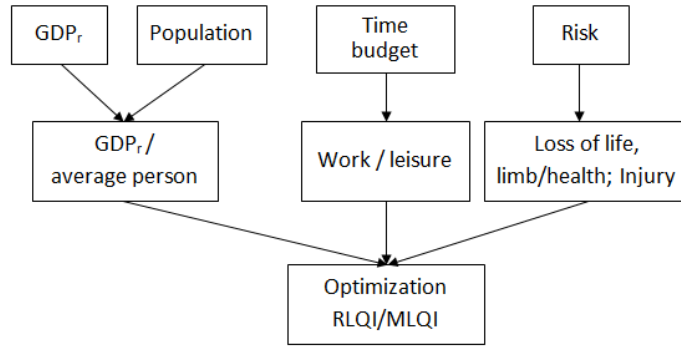 GDPᵣ
Population
Time
budget
Risk
GDPᵣ /
average person
Work / leisure
Loss of life,
limb/health; Injury
Optimization
RLQI/MLQI